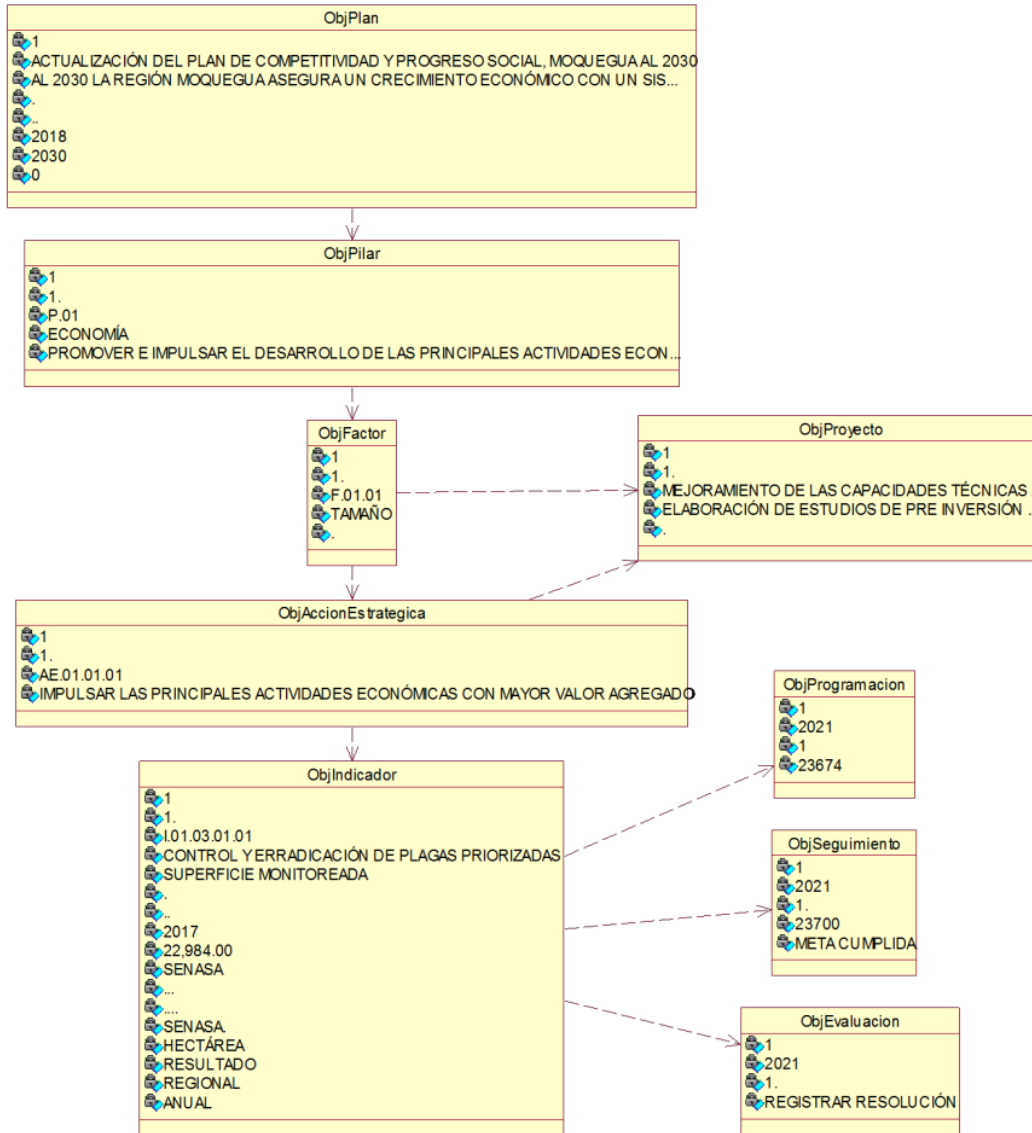 ObjPlan
1
ACTUALIZACIÓN DEL PLAN DE COMPETITIVIDAD Y PROGRESO SOCIAL, MOQUEGUA AL 2030
AL 2030 LA REGIÓN MOQUEGUA ASEGURA UN CRECIMIENTO ECONÓMICO CON UN SIS...
.
..
2018
2030
0
ObjPilar
1
1.
P.01
ECONOMÍA
PROMOVER E IMPULSAR EL DESARROLLO DE LAS PRINCIPALES ACTIVIDADES ECON...
ObjFactor
1
1.
F.01.01
TAMAÑO
.
ObjProyecto
1
1.
MEJORAMIENTO DE LAS CAPACIDADES TÉCNICAS .
ELABORACIÓN DE ESTUDIOS DE PRE INVERSIÓN ..
.
ObjAccionEstrategica
1
1.
AE.01.01.01
IMPULSAR LAS PRINCIPALES ACTIVIDADES ECONÓMICAS CON MAYOR VALOR AGREGADO
ObjIndicador
1
1.
I.01.03.01.01
CONTROL Y ERRADICACIÓN DE PLAGAS PRIORIZADAS
SUPERFICIE MONITOREADA
.
..
2017
22,984.00
SENASA
...
....
SENASA.
HECTÁREA
RESULTADO
REGIONAL
ANUAL
ObjProgramacion
1
2021
1
23674
ObjSeguimiento
1
2021
1.
23700
META CUMPLIDA
ObjEvaluacion
1
2021
1.
REGISTRAR RESOLUCIÓN